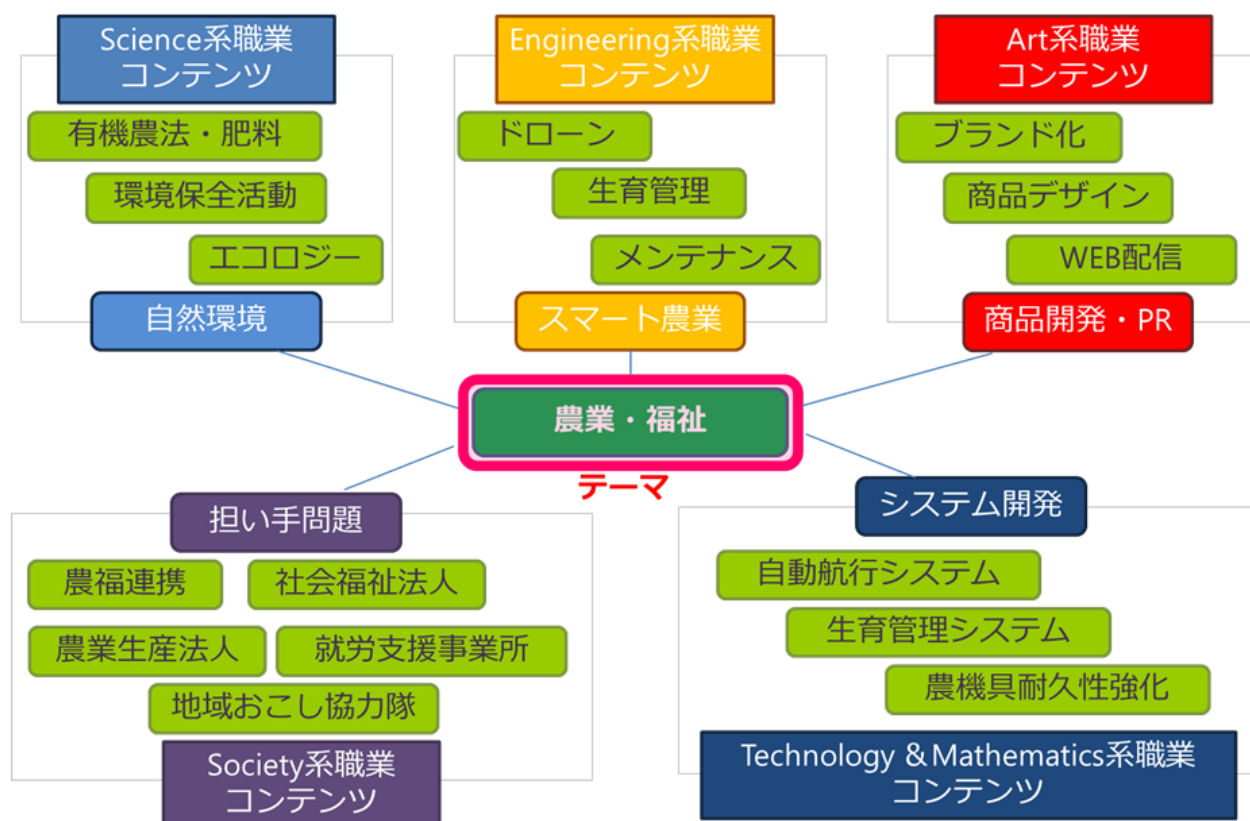 Science系職業
コンテンツ
有機農法・肥料
環境保全活動
エコロジー
自然環境
Engineering系職業
コンテンツ
ドローン
生育管理
メンテナンス
スマート農業
Art系職業
コンテンツ
ブランド化
商品デザイン
WEB配信
商品開発・PR
農業・福祉
テーマ
担い手問題
農福連携
社会福祉法人
農業生産法人
就労支援事業所
地域おこし協力隊
Society系職業
コンテンツ
システム開発
自動航行システム
生育管理システム
農機具耐久性強化
Technology &Mathematics系職業
コンテンツ